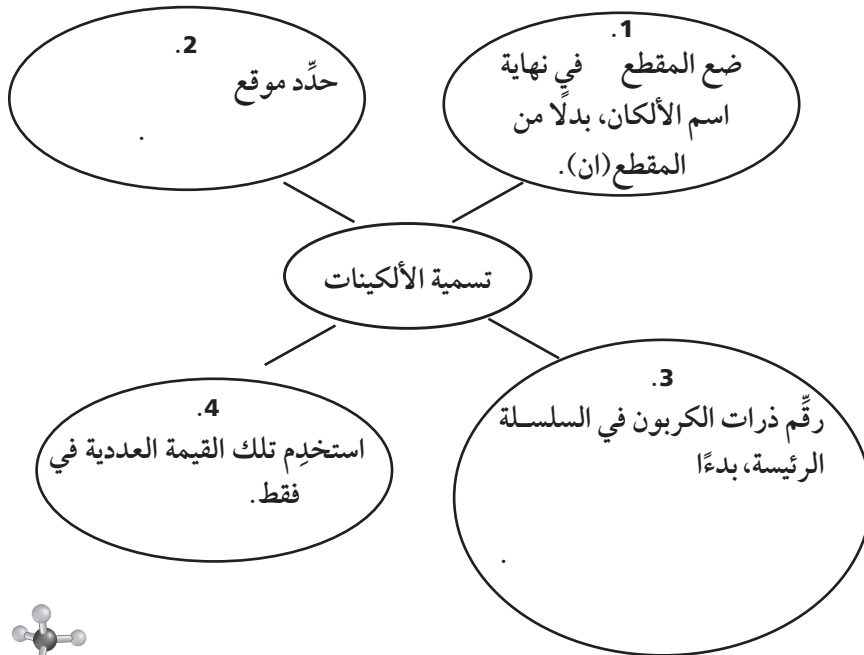 1.
ضع المقطع في نهاية
اسم الألكان، بدلًا من
المقطع(ان).
2.
حدِّد موقع
.
تسمية الألكينات
3.
رقِّم ذرات الكربون في السلسلة
الرئيسة، بدءًا
.
4.
استخدِم تلك القيمة العددية في
فقط.